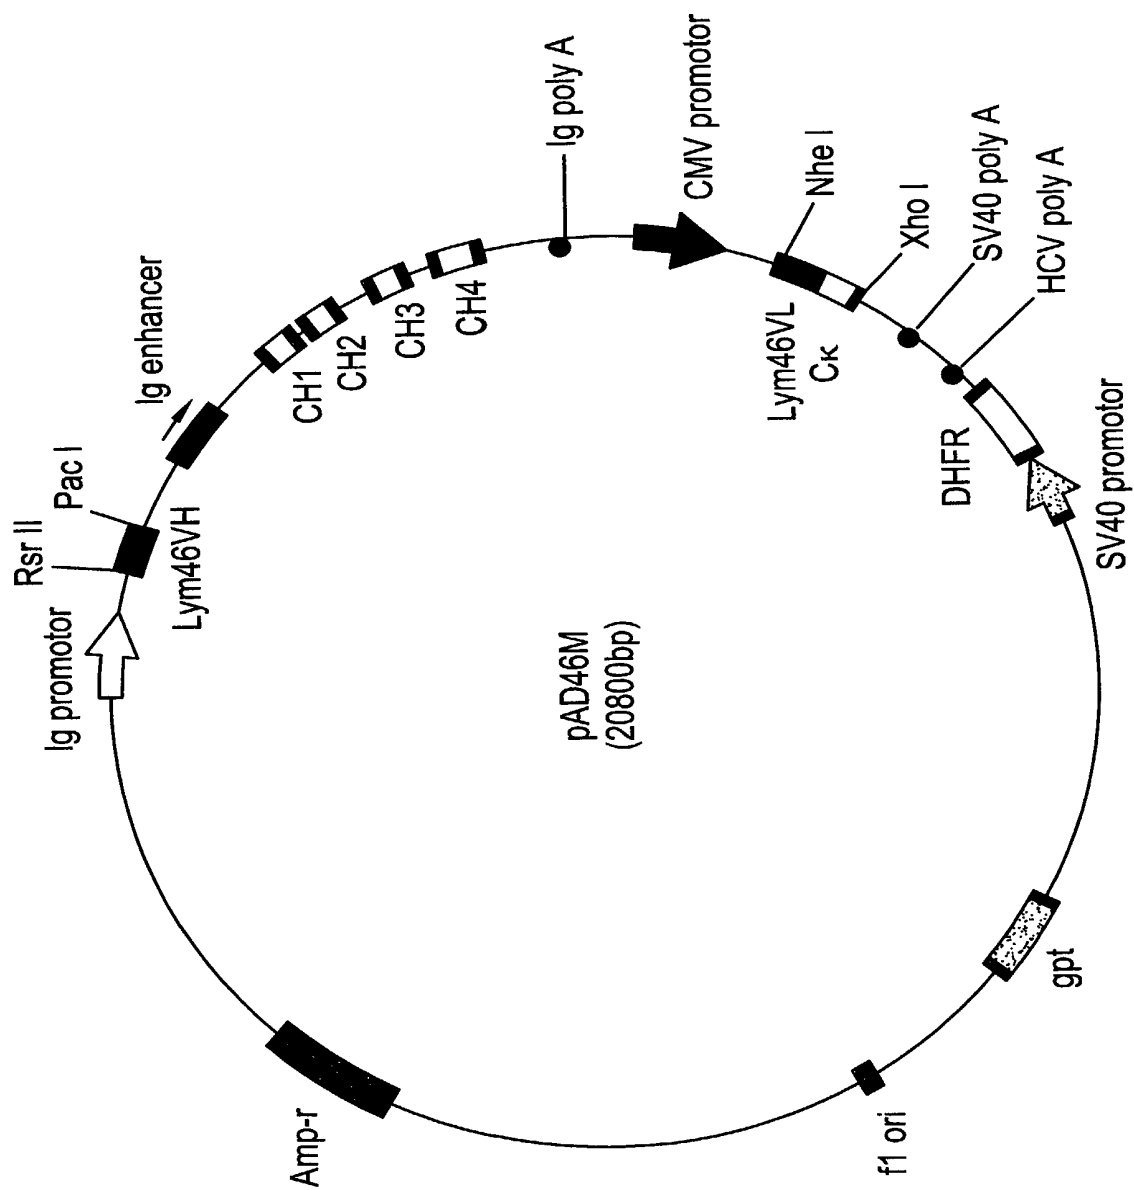 Ig promotor
Rsr II
Pac I
Lym46VH
Ig enhancer
CH1
CH2
CH3
CH4
Ig poly A
CMV promotor
Nhe I
Lym46VL
Cκ
Xho I
SV40 poly A
HCV poly A
DHFR
SV40 promotor
pAD46M
(20800bp)
gpt
f1 ori
Amp-r